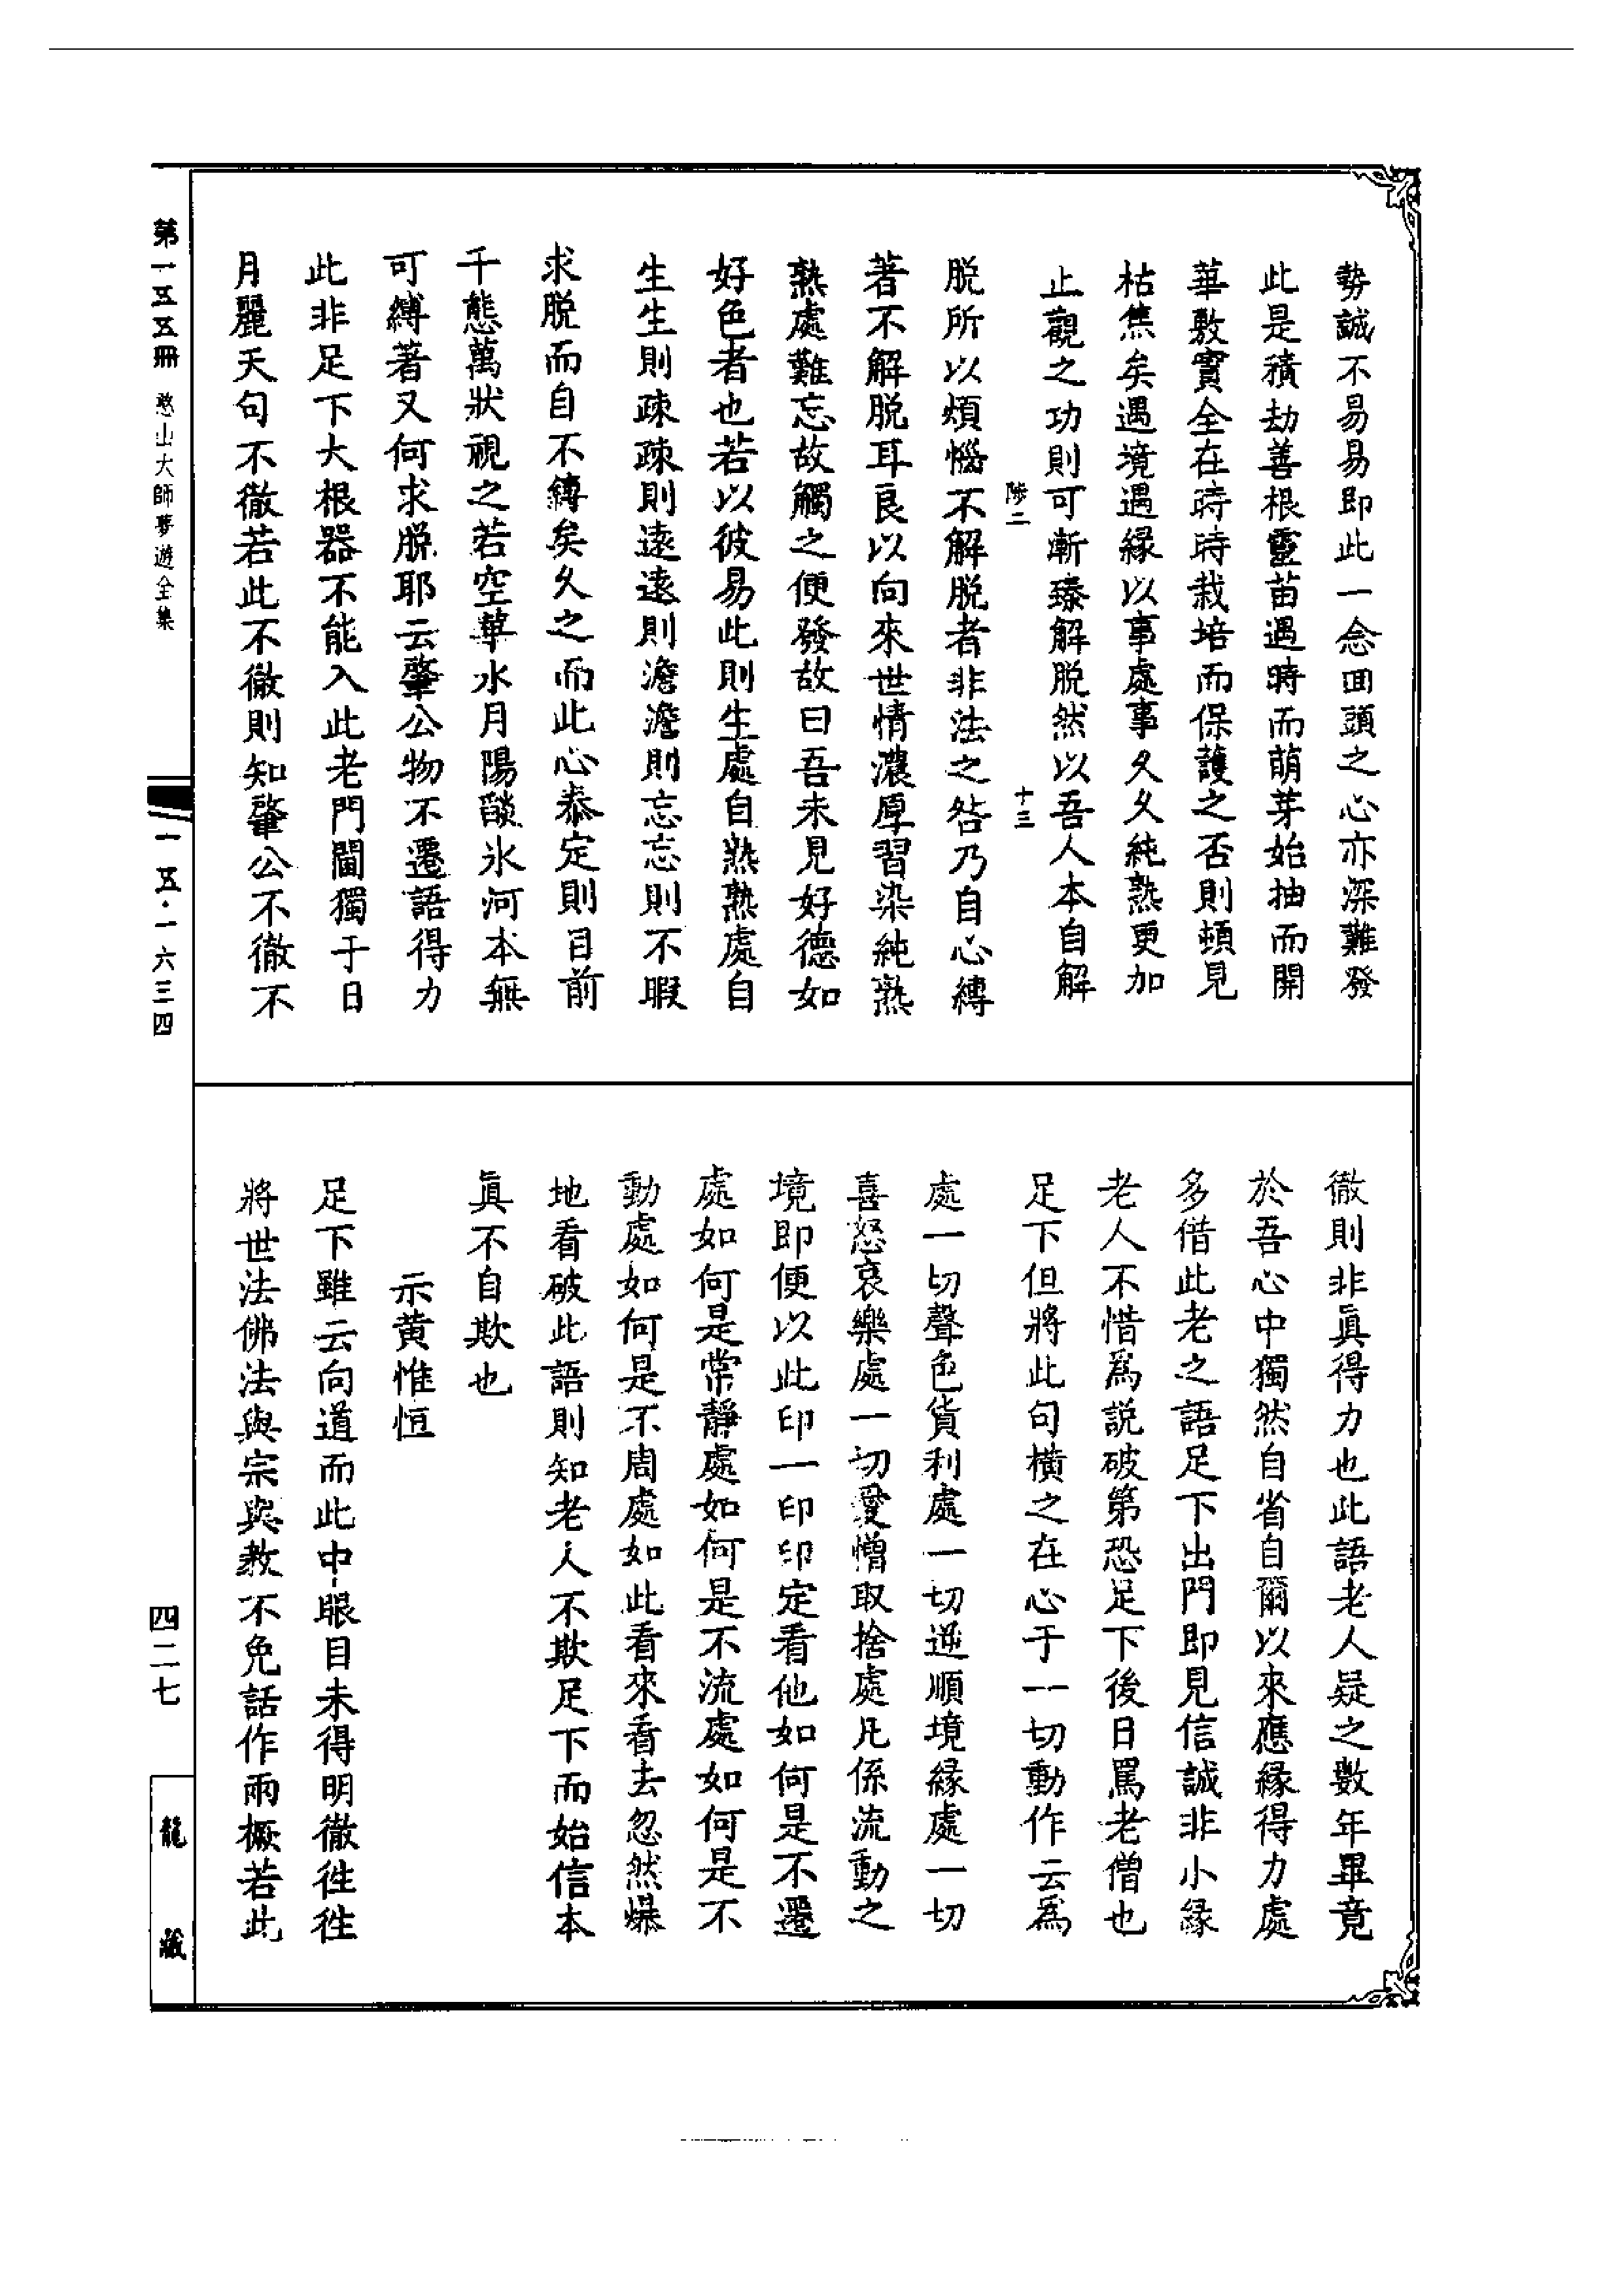 勢誠不易易即此一念回頭之心亦深難發
此是積劫善根靈苗遇時而萌芽始抽而開
華敷實全在時時栽培而保護之否則頓見
枯焦矣遇境遇緣以事處事久久純熟更加
止觀之功則可漸臻解脫然以吾人本自解
陟二
十三
脫所以煩惱不解脫者非法之咎乃自心縛
著不解脫耳良以向來世情濃厚習染純熟
熟處難忘故觸之便發故曰吾未見好德如
好色者也若以彼易此則生處自熟熟處自
生生則疎疎則遠遠則澹澹則忘忘則不暇
求脫而自不縛矣久之而此心泰定則目前
千態萬狀視之若空華水月陽燄氷河本無
可縛著又何求脫耶云肇公物不遷語得力
此非足下大根器不能入此老門閫獨于日
月麗天句不徹若此不徹則知肇公不徹不
徹則非眞得力也此語老人疑之數年畢竟
於吾心中獨然自省自爾以來應緣得力處
多借此老之語足下出門即見信誠非小緣
老人不惜爲說破第恐足下後日罵老僧也
足下但將此句橫之在心于一切動作云爲
處一切聲色貨利處一切逆順境緣處一切
喜怒哀樂處一切愛憎取捨處凡係流動之
境即便以此印一印印定看他如何是不遷
處如何是常靜處如何是不流處如何是不
動處如何是不周處如此看來看去忽然爆
地看破此語則知老人不欺足下而始信本
眞不自欺也
示黃惟恒
足下雖云向道而此中眼目未得明徹徃徃
將世法佛法與宗與教不免話作兩橛若此
第一五五冊
憨山大師夢遊全集
一五·一六三四
四二七
龍藏